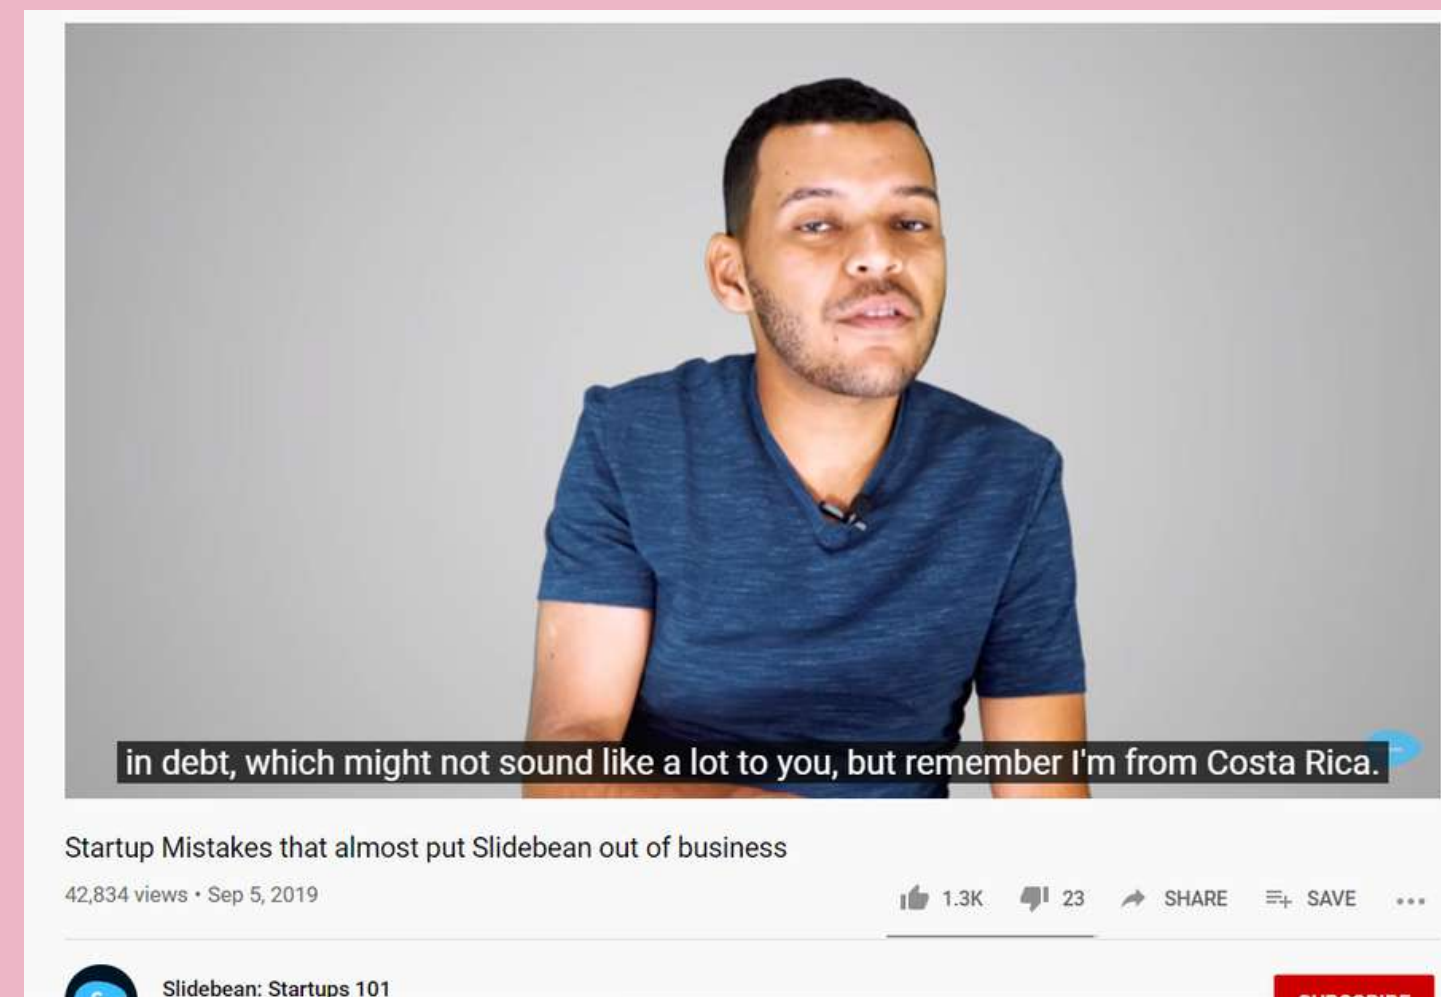 in debt, which might not sound like a lot to you, but remember I'm from Costa Rica.
Startup Mistakes that almost put Slidebean out of business
42,834 views • Sep 5, 2019
1.3K 23 SHARE SAVE
Slidebean: Startups 101
SUBSCRIBE